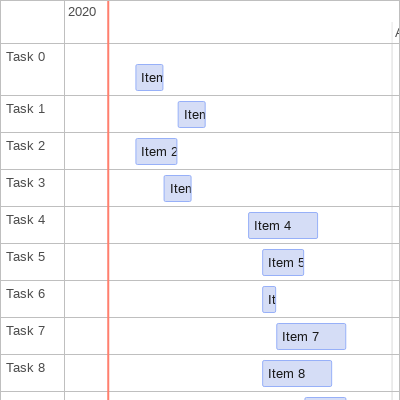 2020
A
Task 0
Item
Task 1
Item
Task 2
Item 2
Task 3
Item
Task 4
Item 4
Task 5
Item 5
Task 6
It
Task 7
Item 7
Task 8
Item 8